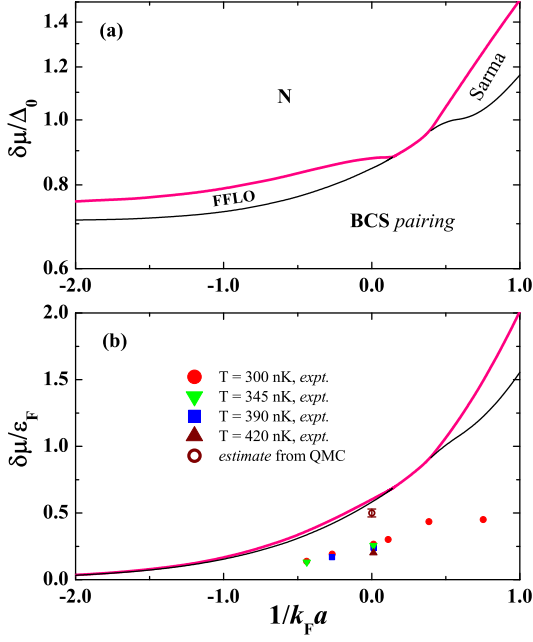 (a)
1.4
1.2
1.0
0.8
0.6
δμ/Δ0
N
Sarma
FFLO
BCS pairing
-2.0 -1.0 0.0 1.0
(b)
2.0
1.5
1.0
0.5
0.0
δμ/εF
T = 300 nK, expt.
T = 345 nK, expt.
T = 390 nK, expt.
T = 420 nK, expt.
estimate from QMC
-2.0 -1.0 0.0 1.0
1/kFa